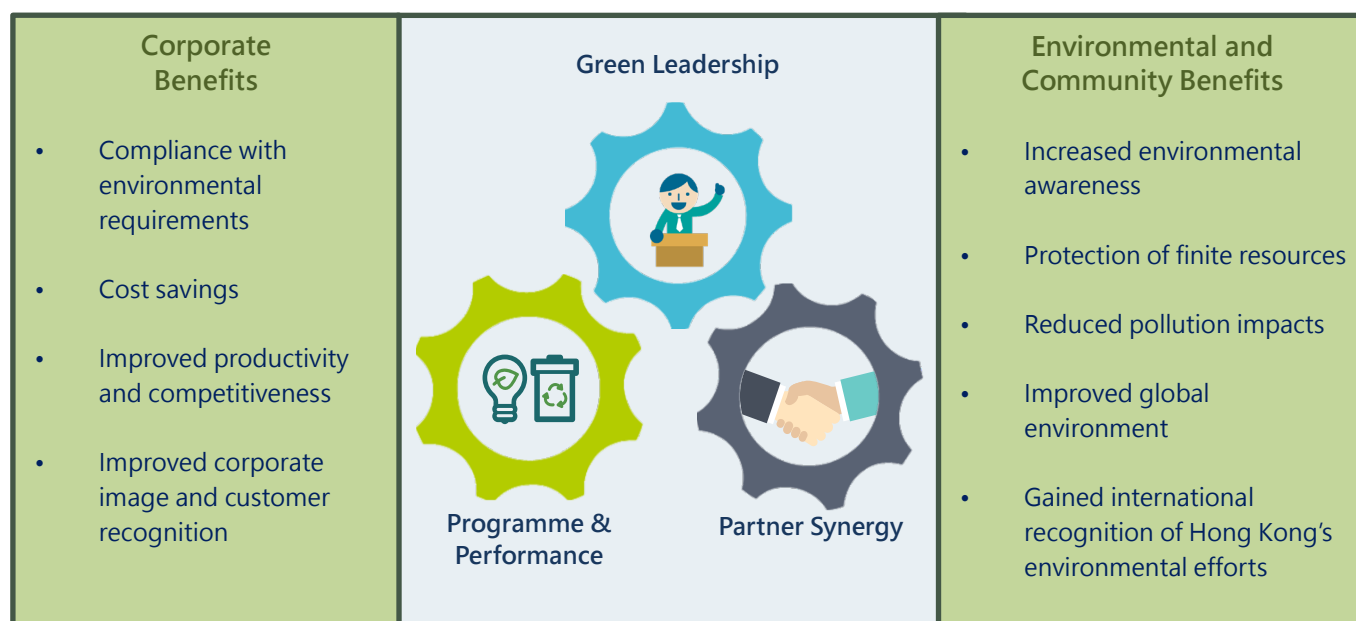 Corporate
Benefits
• Compliance with
environmental
requirements
• Cost savings
• Improved productivity
and competitiveness
• Improved corporate
image and customer
recognition
Green Leadership
Programme &
Performance
Partner Synergy
Environmental and
Community Benefits
• Increased environmental
awareness
• Protection of finite resources
• Reduced pollution impacts
• Improved global
environment
• Gained international
recognition of Hong Kong’s
environmental efforts